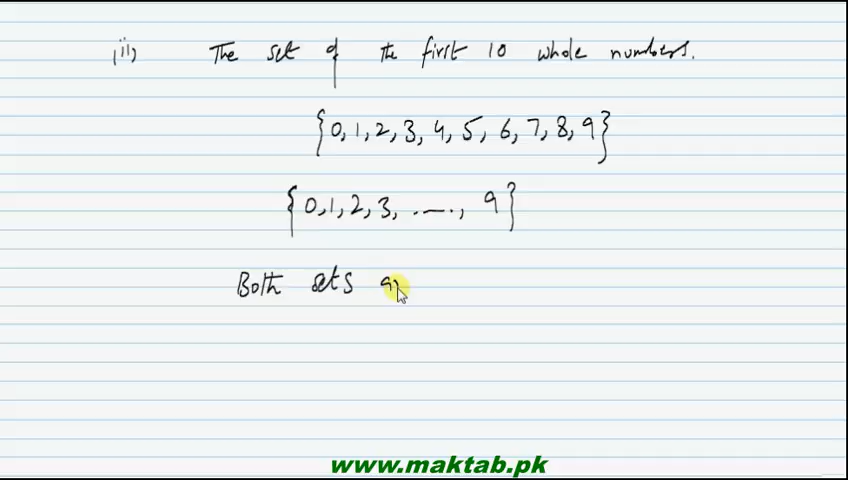 (ii) The set of the first 10 whole numbers.
{0, 1, 2, 3, 4, 5, 6, 7, 8, 9}
{0, 1, 2, 3, ....., 9}
Both sets
www.maktab.pk